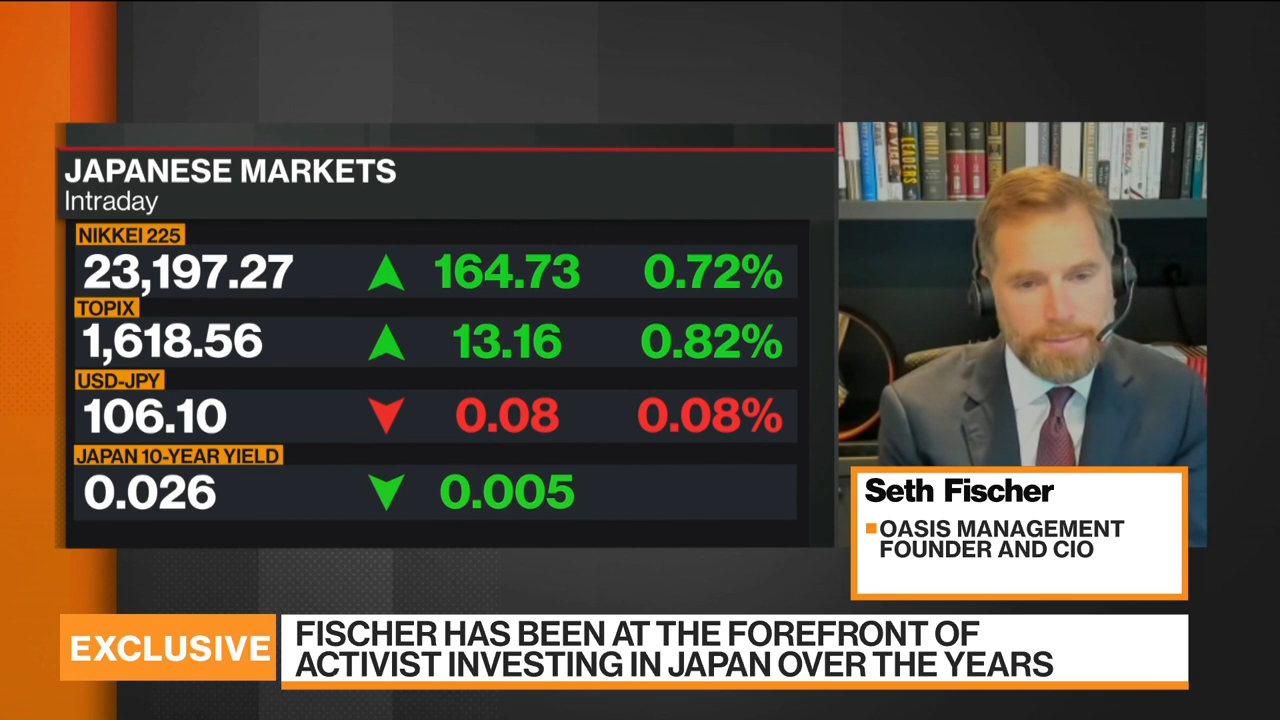 JAPANESE MARKETS
Intraday
NIKKEI 225
23,197.27 ▲ 164.73 0.72%
TOPIX
1,618.56 ▲ 13.16 0.82%
USD-JPY
106.10 ▼ 0.08 0.08%
JAPAN 10-YEAR YIELD
0.026 ▼ 0.005
LEADERS
Seth Fischer
OASIS MANAGEMENT
FOUNDER AND CIO
EXCLUSIVE
FISCHER HAS BEEN AT THE FOREFRONT OF
ACTIVIST INVESTING IN JAPAN OVER THE YEARS